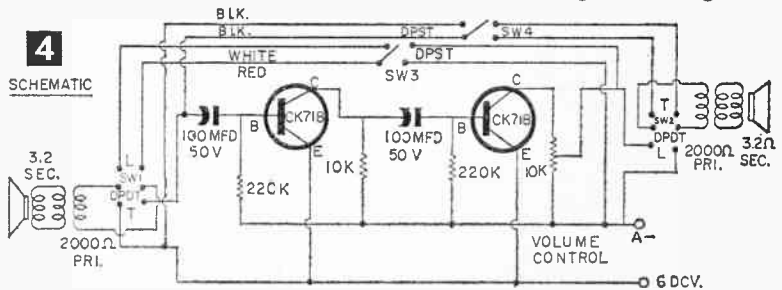 BLK.
BLK.
DPST
SW4
4
SCHEMATIC
WHITE
RED
DPST
SW3
C
CK718
B
E
100MFD
50V
C
CK718
B
E
100MFD
50V
T
SW2
DPDT
L
2000Ω
PRI.
3.2Ω
SEC.
3.2
SEC.
L
SW1
DPDT
T
2000Ω
PRI.
220K
10K
220K
10K
VOLUME
CONTROL
A-
6 DCV.